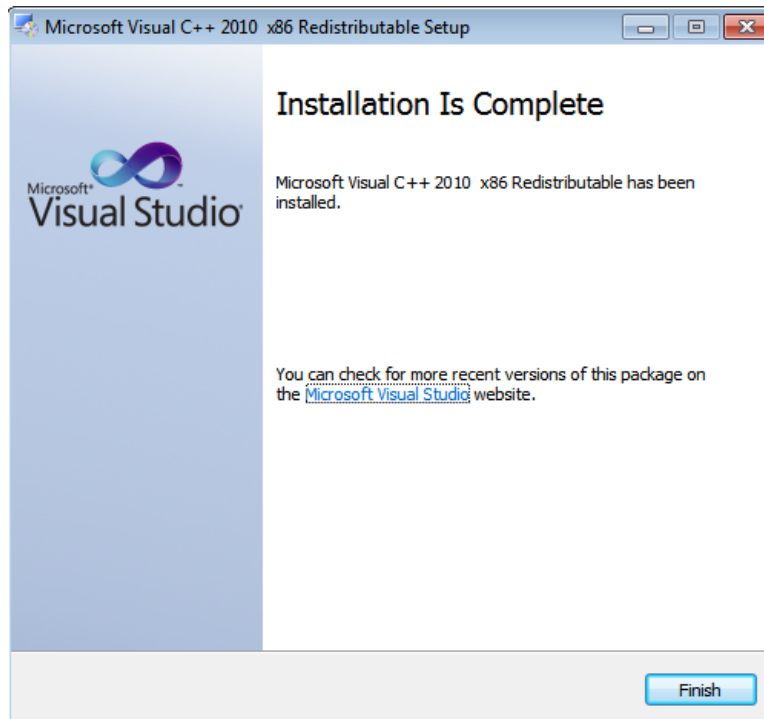 Microsoft Visual C++ 2010  x86 Redistributable Setup
Installation Is Complete
Microsoft®
Visual Studio®
Microsoft Visual C++ 2010  x86 Redistributable has been
installed.
You can check for more recent versions of this package on
the Microsoft Visual Studio website.
Finish